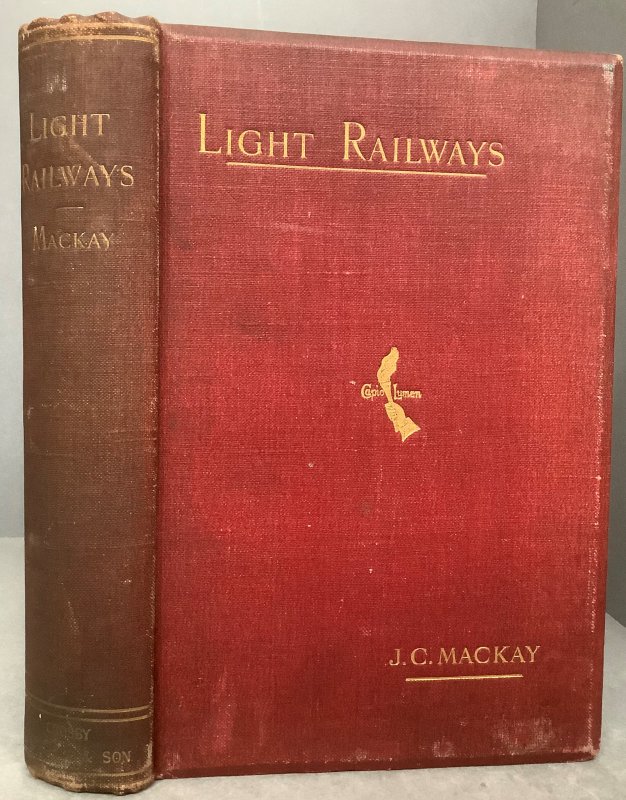 LIGHT
RAILWAYS
MACKAY
SON
LIGHT RAILWAYS
Capio Lumen
J.C. MACKAY